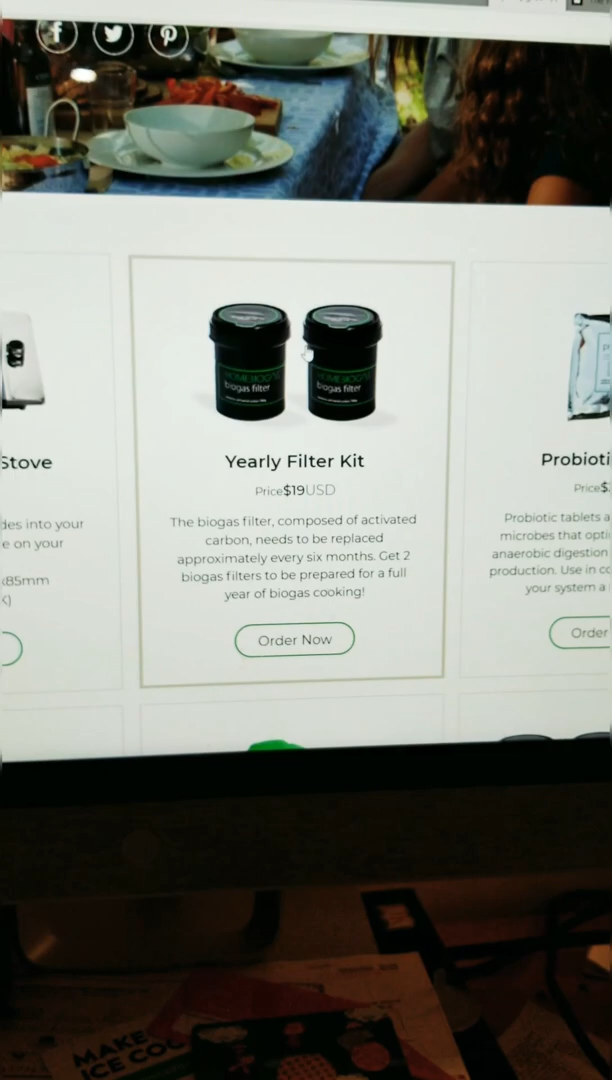 biogas filter
biogas filter
Stove
des into your
e on your
x85mm
K)
Yearly Filter Kit
Price$19USD
The biogas filter, composed of activated
carbon, needs to be replaced
approximately every six months. Get 2
biogas filters to be prepared for a full
year of biogas cooking!
Order Now
Probioti
Price$
Probiotic tablets a
microbes that opti
anaerobic digestion
production. Use in co
your system a
Order
MAKE
ICE